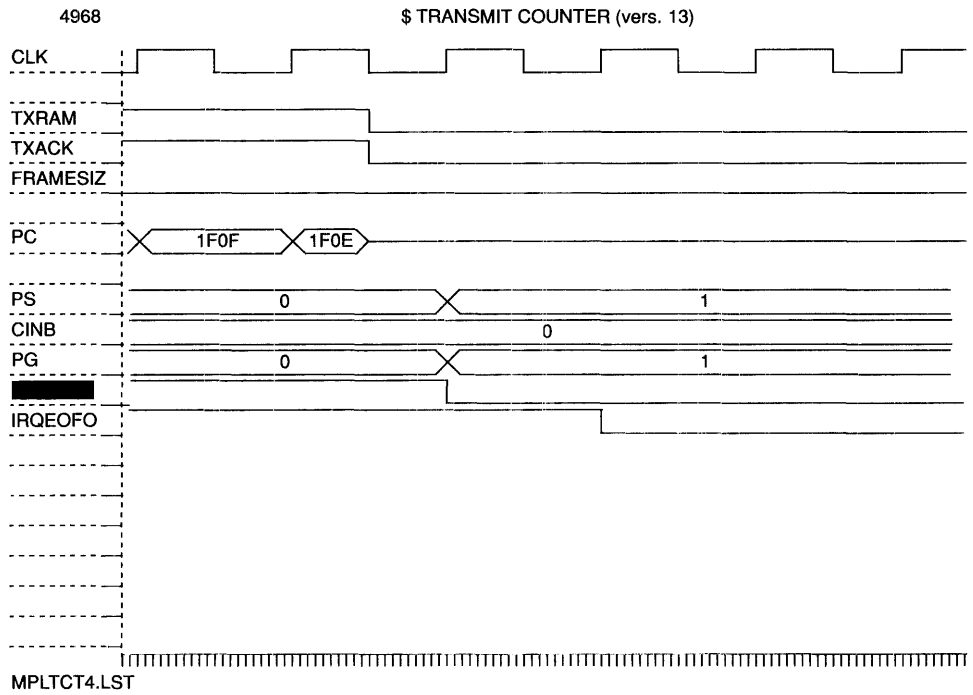 4968 $ TRANSMIT COUNTER (vers. 13)
CLK
TXRAM
TXACK
FRAMESIZ
PC 1F0F 1F0E
PS 0 1
CINB 0
PG 0 1
IRQEOFO
MPLTCT4.LST